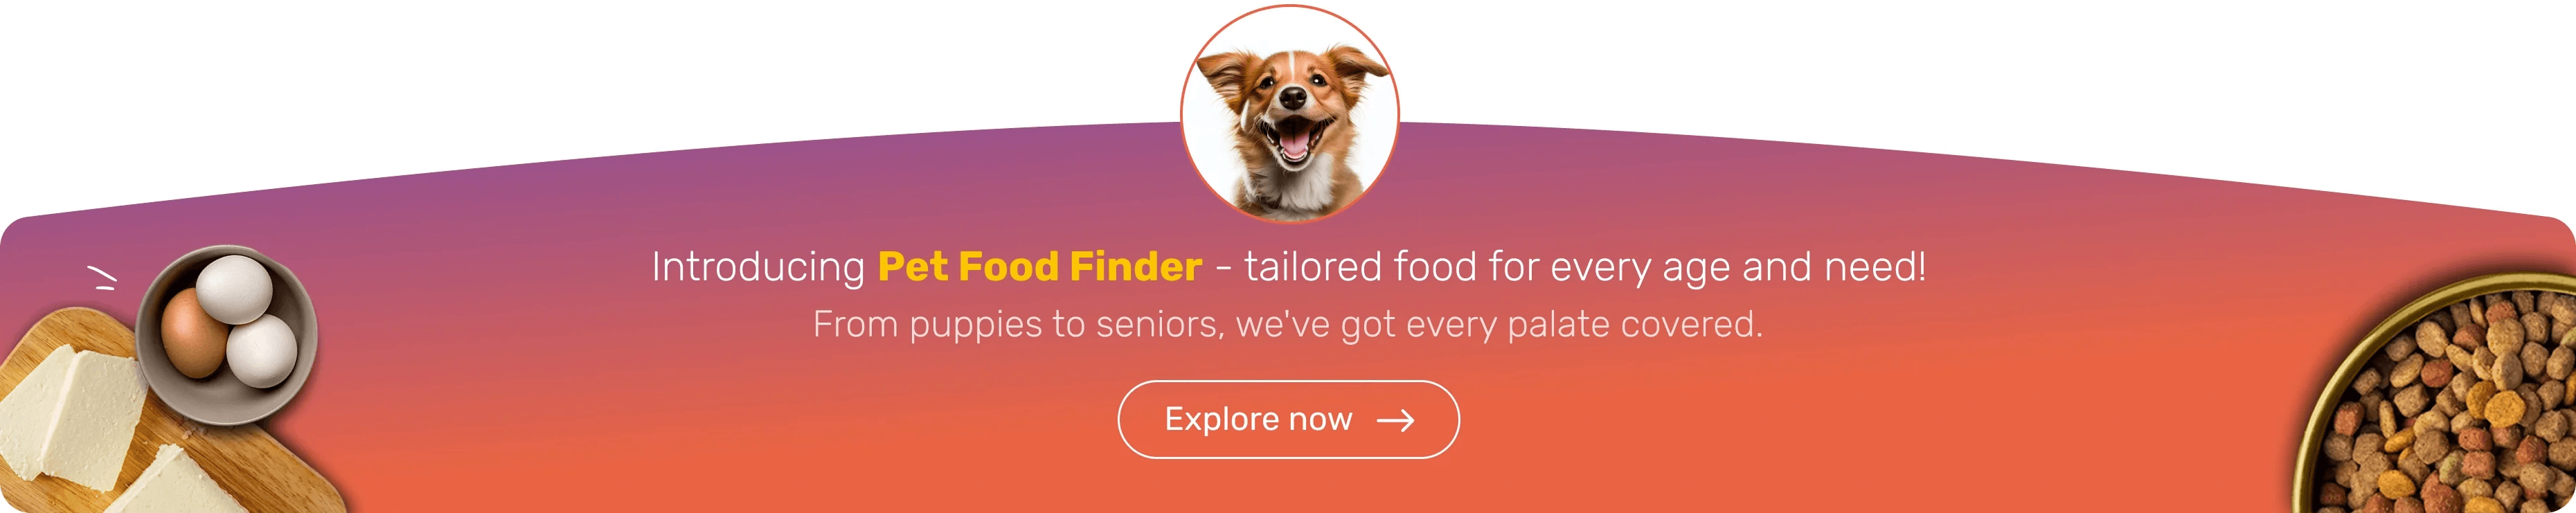 Introducing Pet Food Finder - tailored food for every age and need!
From puppies to seniors, we've got every palate covered.
Explore now